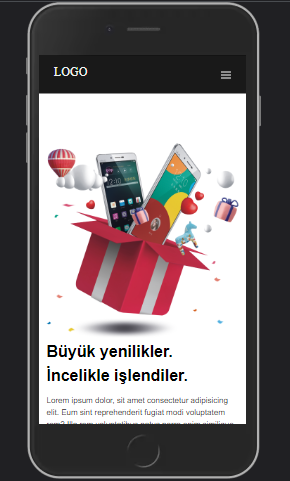 LOGO
Büyük yenilikler.
İncelikle işlendiler.
Lorem ipsum dolor, sit amet consectetur adipisicing
elit. Eum sint reprehenderit fugiat modi voluptatem